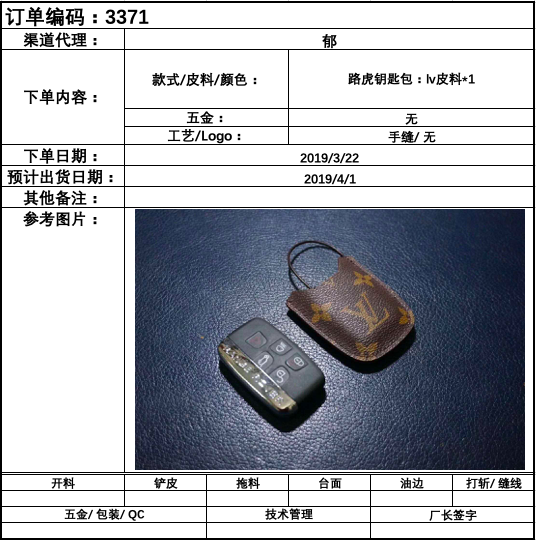 订单编码：3371
渠道代理：
郁
下单内容：
款式/皮料/颜色：
路虎钥匙包：lv皮料*1
五金：
无
工艺/Logo：
手缝/ 无
下单日期：
2019/3/22
预计出货日期：
2019/4/1
其他备注：
参考图片：
LV
开料 铲皮 拖料 台面 油边 打斩/ 缝线
五金/ 包装/ QC 技术管理 厂长签字